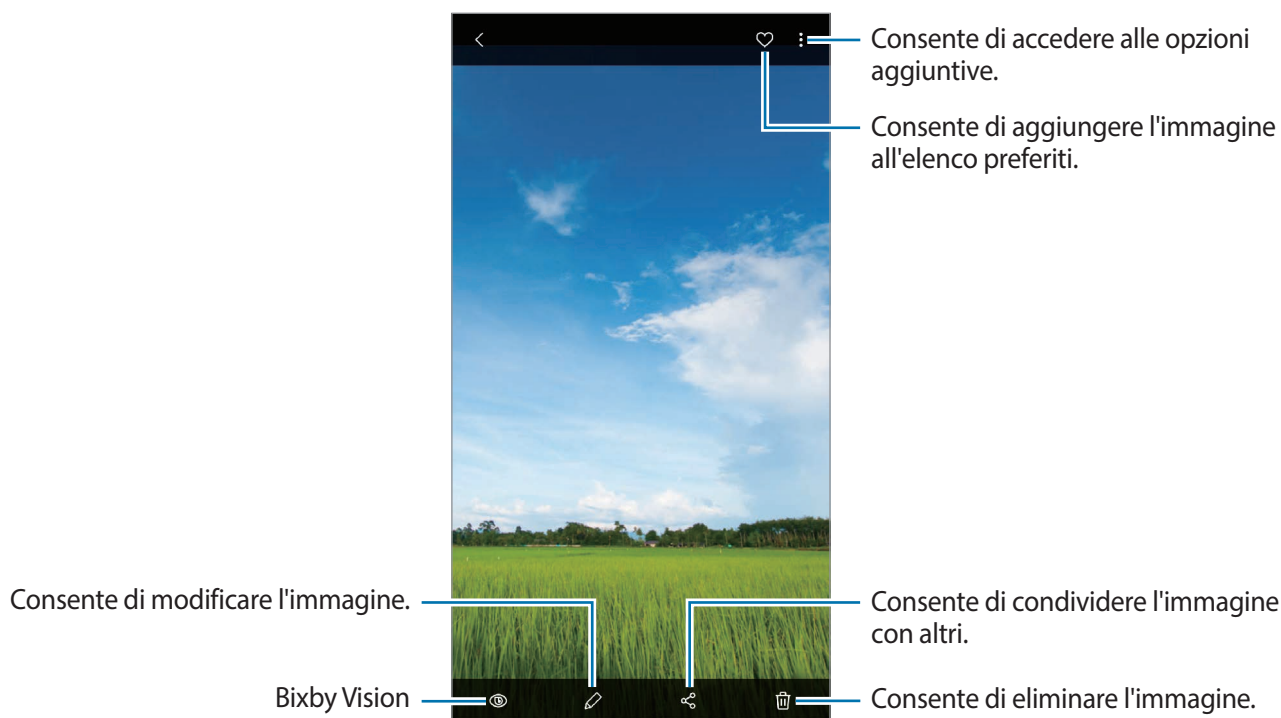 Consente di accedere alle opzioni
aggiuntive.
Consente di aggiungere l'immagine
all'elenco preferiti.
Consente di modificare l'immagine.
Consente di condividere l'immagine
con altri.
Bixby Vision
Consente di eliminare l'immagine.